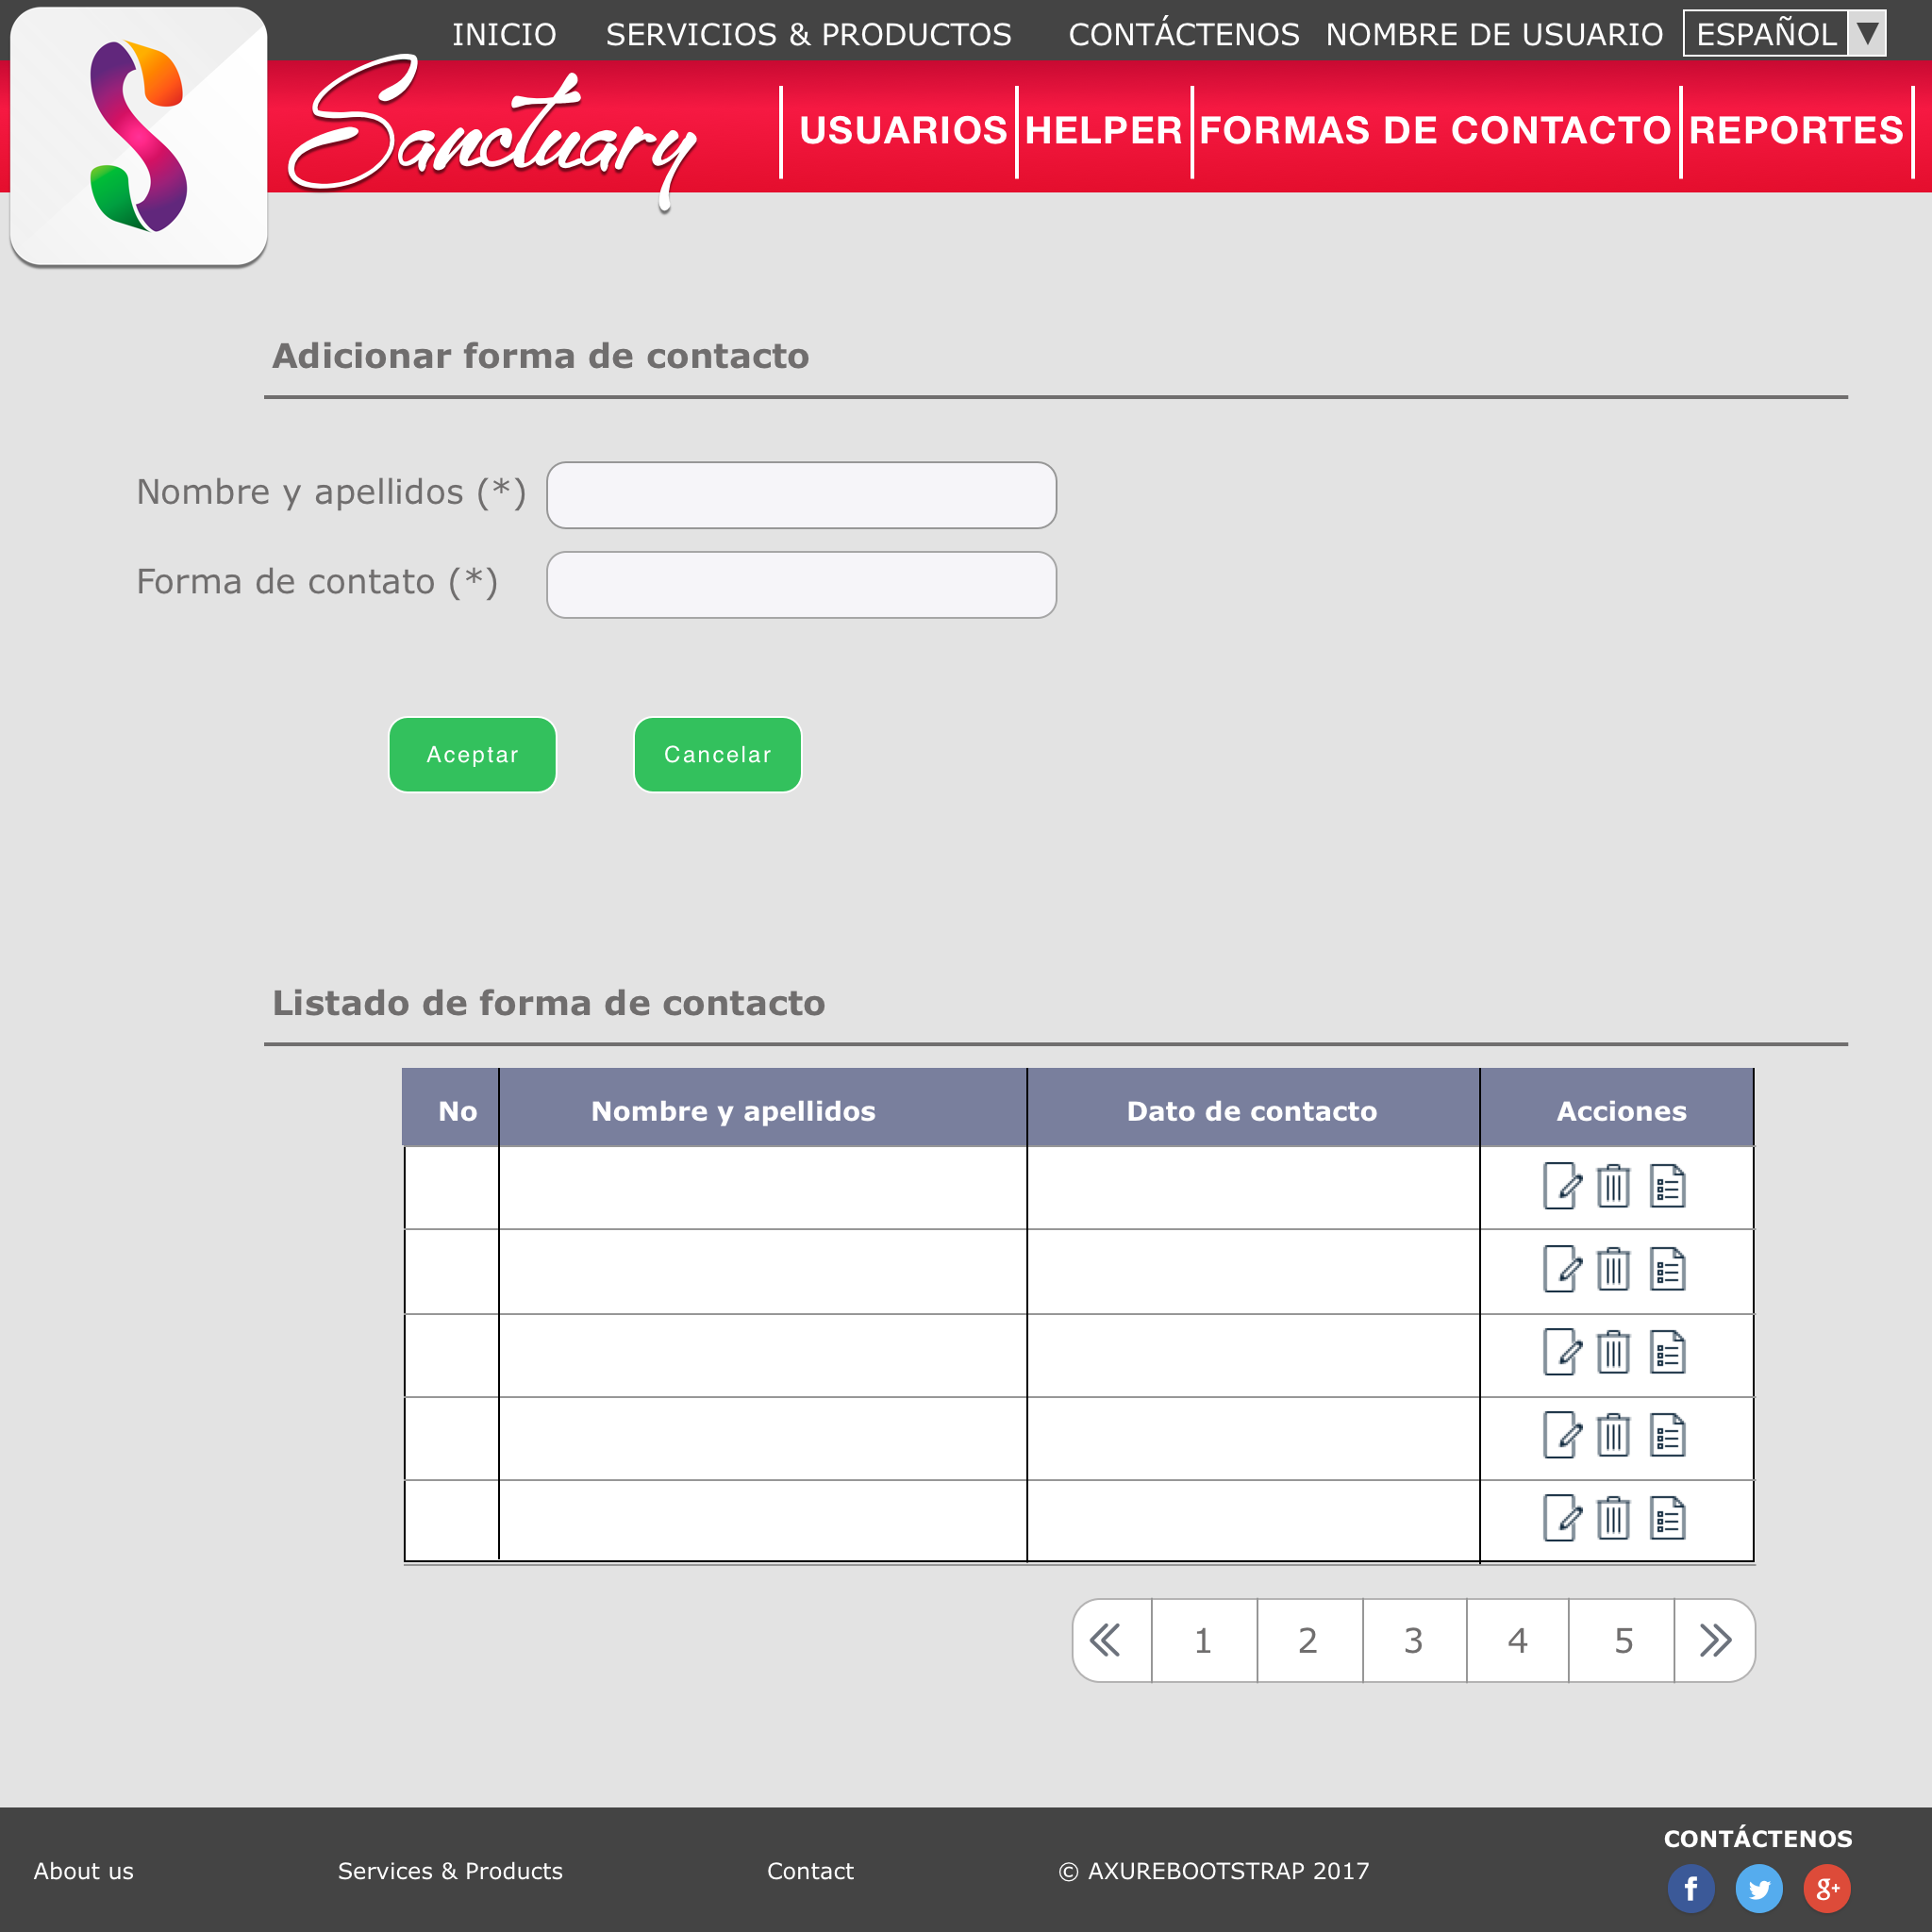 INICIO SERVICIOS & PRODUCTOS CONTÁCTENOS NOMBRE DE USUARIO ESPAÑOL
Sanctuary
USUARIOS HELPER FORMAS DE CONTACTO REPORTES
Adicionar forma de contacto
Nombre y apellidos (*)
Forma de contato (*)
Aceptar Cancelar
Listado de forma de contacto
No Nombre y apellidos Dato de contacto Acciones
1 2 3 4 5
CONTÁCTENOS
About us Services & Products Contact © AXUREBOOTSTRAP 2017
f g+